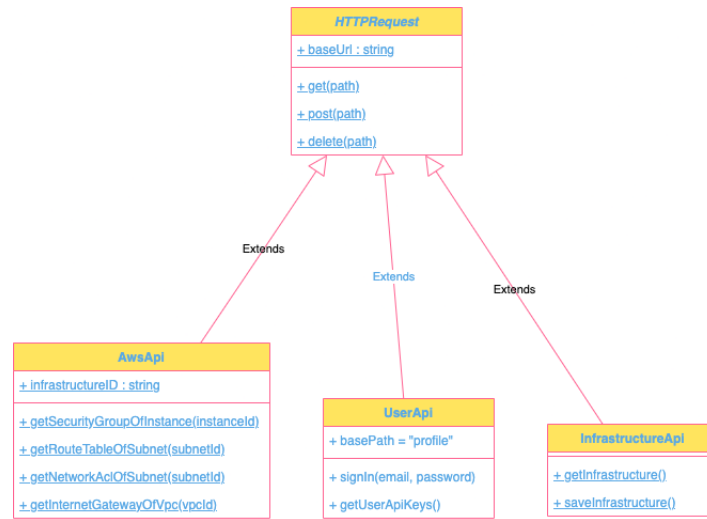 HTTPRequest
+ baseUrl : string
+ get(path)
+ post(path)
+ delete(path)
Extends
Extends
Extends
AwsApi
+ infrastructureID : string
+ getSecurityGroupOfInstance(instanceId)
+ getRouteTableOfSubnet(subnetId)
+ getNetworkAclOfSubnet(subnetId)
+ getInternetGatewayOfVpc(vpcId)
UserApi
+ basePath = "profile"
+ signIn(email, password)
+ getUserApiKeys()
InfrastructureApi
+ getInfrastructure()
+ saveInfrastructure()